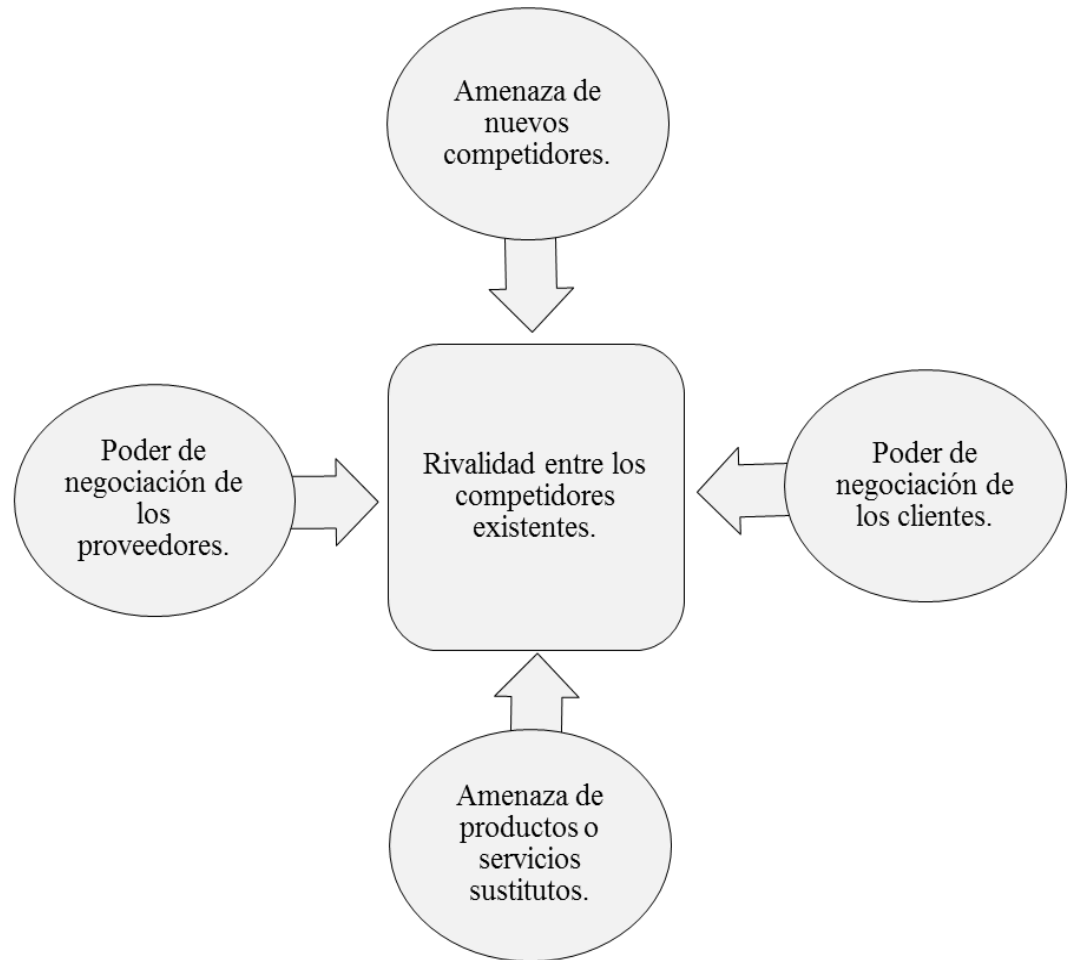 Amenaza de
nuevos
competidores.
Poder de
negociación de
los
proveedores.
Rivalidad entre los
competidores
existentes.
Poder de
negociación de
los clientes.
Amenaza de
productos o
servicios
sustitutos.